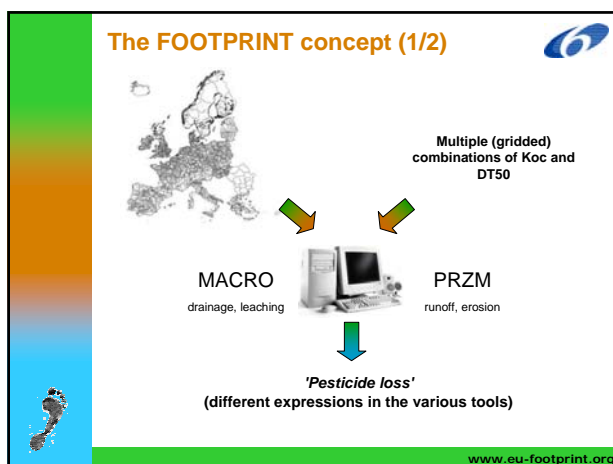 The FOOTPRINT concept (1/2)
6
Multiple (gridded)
combinations of Koc and
DT50
MACRO
drainage, leaching
PRZM
runoff, erosion
'Pesticide loss'
(different expressions in the various tools)
www.eu-footprint.org